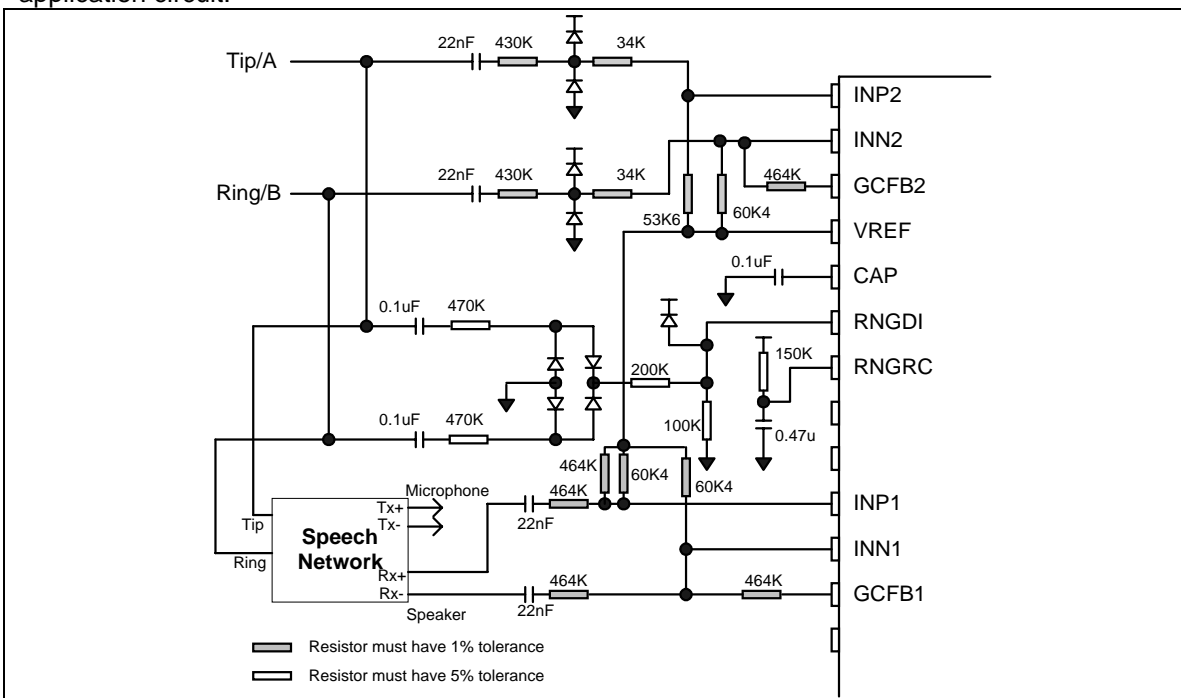 application circuit.
22nF 430K 34K
Tip/A
INP2
INN2
22nF 430K 34K 464K
Ring/B GCFB2
53K6 60K4
VREF
0.1uF CAP
0.1uF 470K
RNGDI
150K
200K RNGRC
0.1uF 470K 100K 0.47u
464K 60K4
60K4
Microphone 464K
Tx+ INP1
Tip Tx- 22nF
Speech
Network INN1
Ring Rx+
464K 464K
Rx- GCFB1
Speaker 22nF
Resistor must have 1% tolerance
Resistor must have 5% tolerance